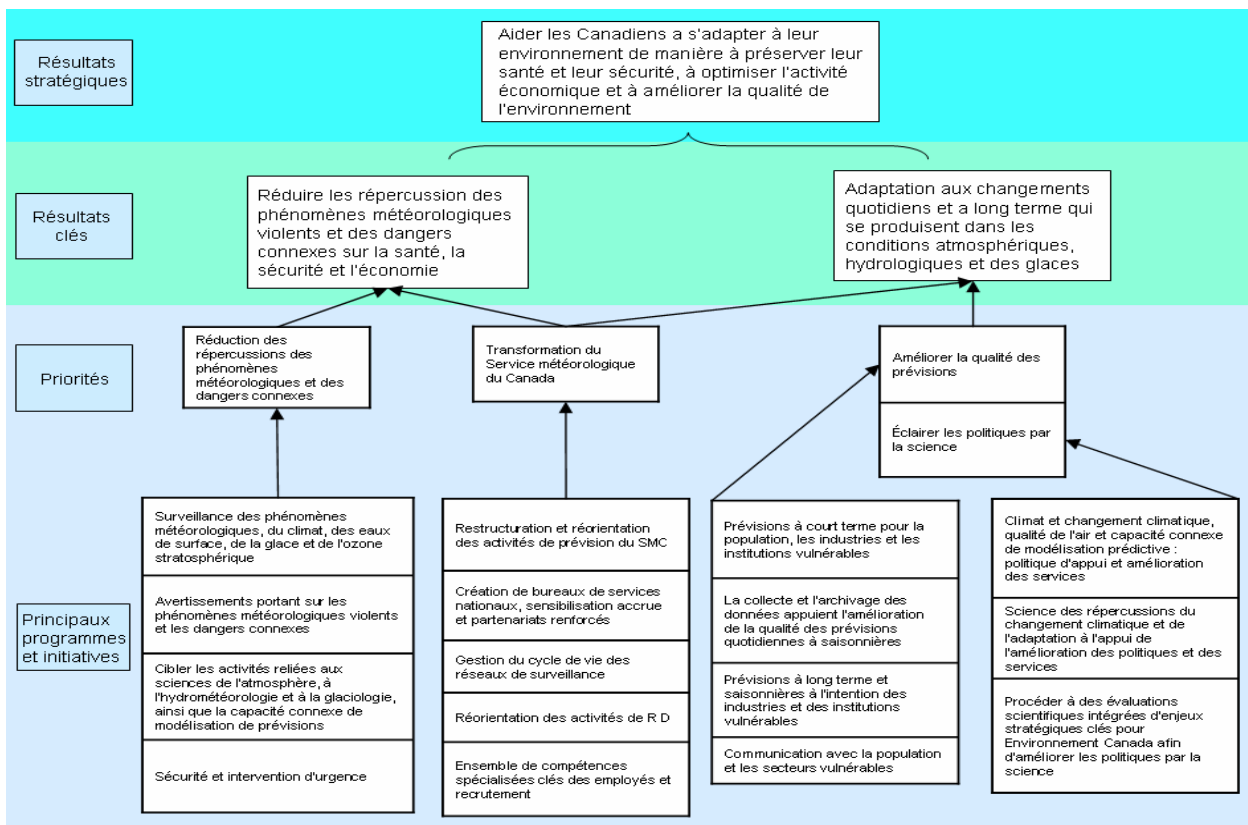 Résultats
stratégiques
Aider les Canadiens a s'adapter à leur
environnement de manière à préserver leur
santé et leur sécurité, à optimiser l'activité
économique et à améliorer la qualité de
l'environnement
Résultats
clés
Réduire les répercussion des
phénomènes météorologiques
violents et des dangers
connexes sur la santé, la
sécurité et l'économie
Adaptation aux changements
quotidiens et a long terme qui
se produisent dans les
conditions atmosphériques,
hydrologiques et des glaces
Priorités
Réduction des
répercussions des
phénomènes
météorologiques et des
dangers connexes
Transformation du
Service météorologique
du Canada
Améliorer la qualité des
prévisions
Éclairer les politiques par
la science
Principaux
programmes
et initiatives
Surveillance des phénomènes
météorologiques, du climat, des eaux
de surface, de la glace et de l'ozone
stratosphérique
Avertissements portant sur les
phénomènes météorologiques violents
et les dangers connexes
Cibler les activités reliées aux
sciences de l'atmosphère, à
l'hydrométéorologie et à la glaciologie,
ainsi que la capacité connexe de
modélisation de prévisions
Sécurité et intervention d'urgence
Restructuration et réorientation
des activités de prévision du SMC
Création de bureaux de services
nationaux, sensibilisation accrue
et partenariats renforcés
Gestion du cycle de vie des
réseaux de surveillance
Réorientation des activités de R D
Ensemble de compétences
spécialisées clés des employés et
recrutement
Prévisions à court terme pour la
population, les industries et les
institutions vulnérables
La collecte et l'archivage des
données appuient l'amélioration
de la qualité des prévisions
quotidiennes à saisonnières
Prévisions à long terme et
saisonnières à l'intention des
industries et des institutions
vulnérables
Communication avec la population
et les secteurs vulnérables
Climat et changement climatique,
qualité de l'air et capacité connexe
de modélisation prédictive :
politique d'appui et amélioration
des services
Science des répercussions du
changement climatique et de
l'adaptation à l'appui de
l'amélioration des politiques et des
services
Procéder à des évaluations
scientifiques intégrées d'enjeux
stratégiques clés pour
Environnement Canada afin
d'améliorer les politiques par la
science